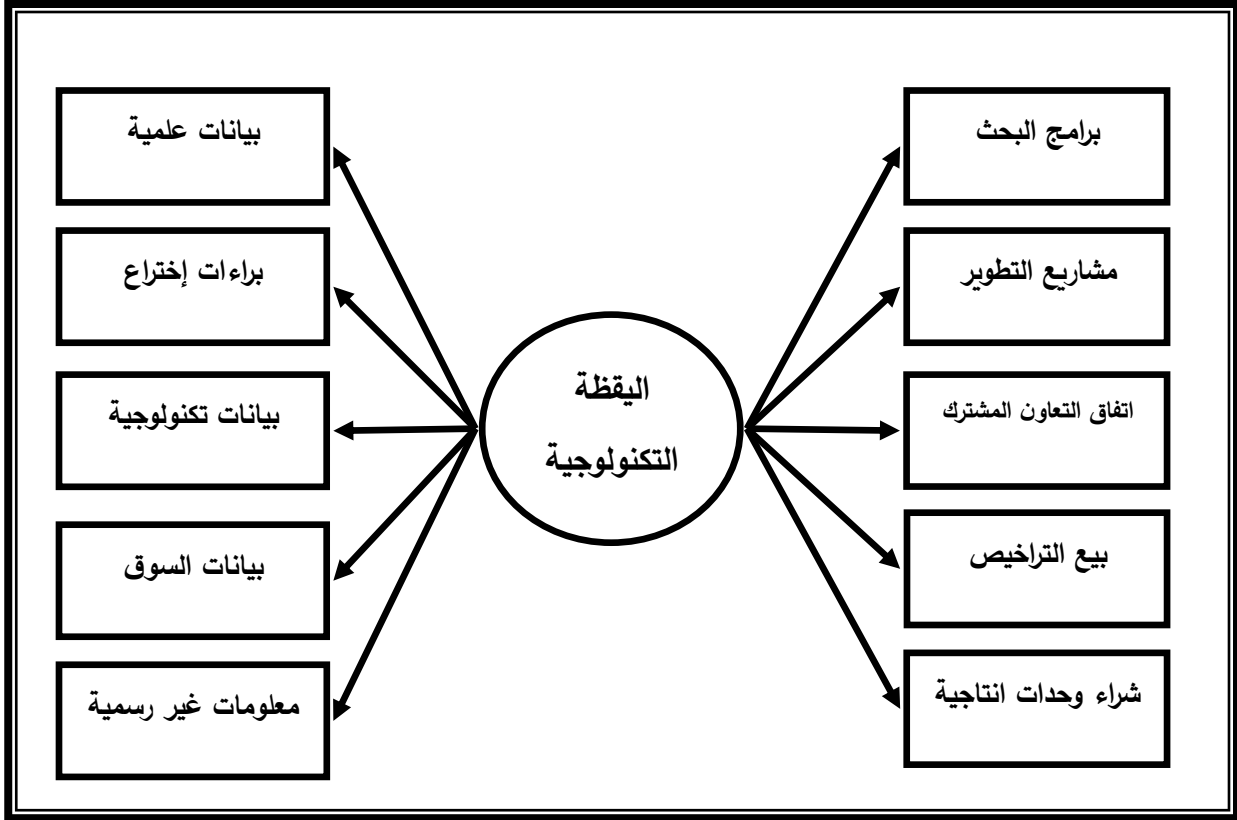 برامج البحث
مشاريع التطوير
اتفاق التعاون المشترك
بيع التراخيص
شراء وحدات انتاجية
اليقظة
التكنولوجية
بيانات علمية
براءات إختراع
بيانات تكنولوجية
بيانات السوق
معلومات غير رسمية